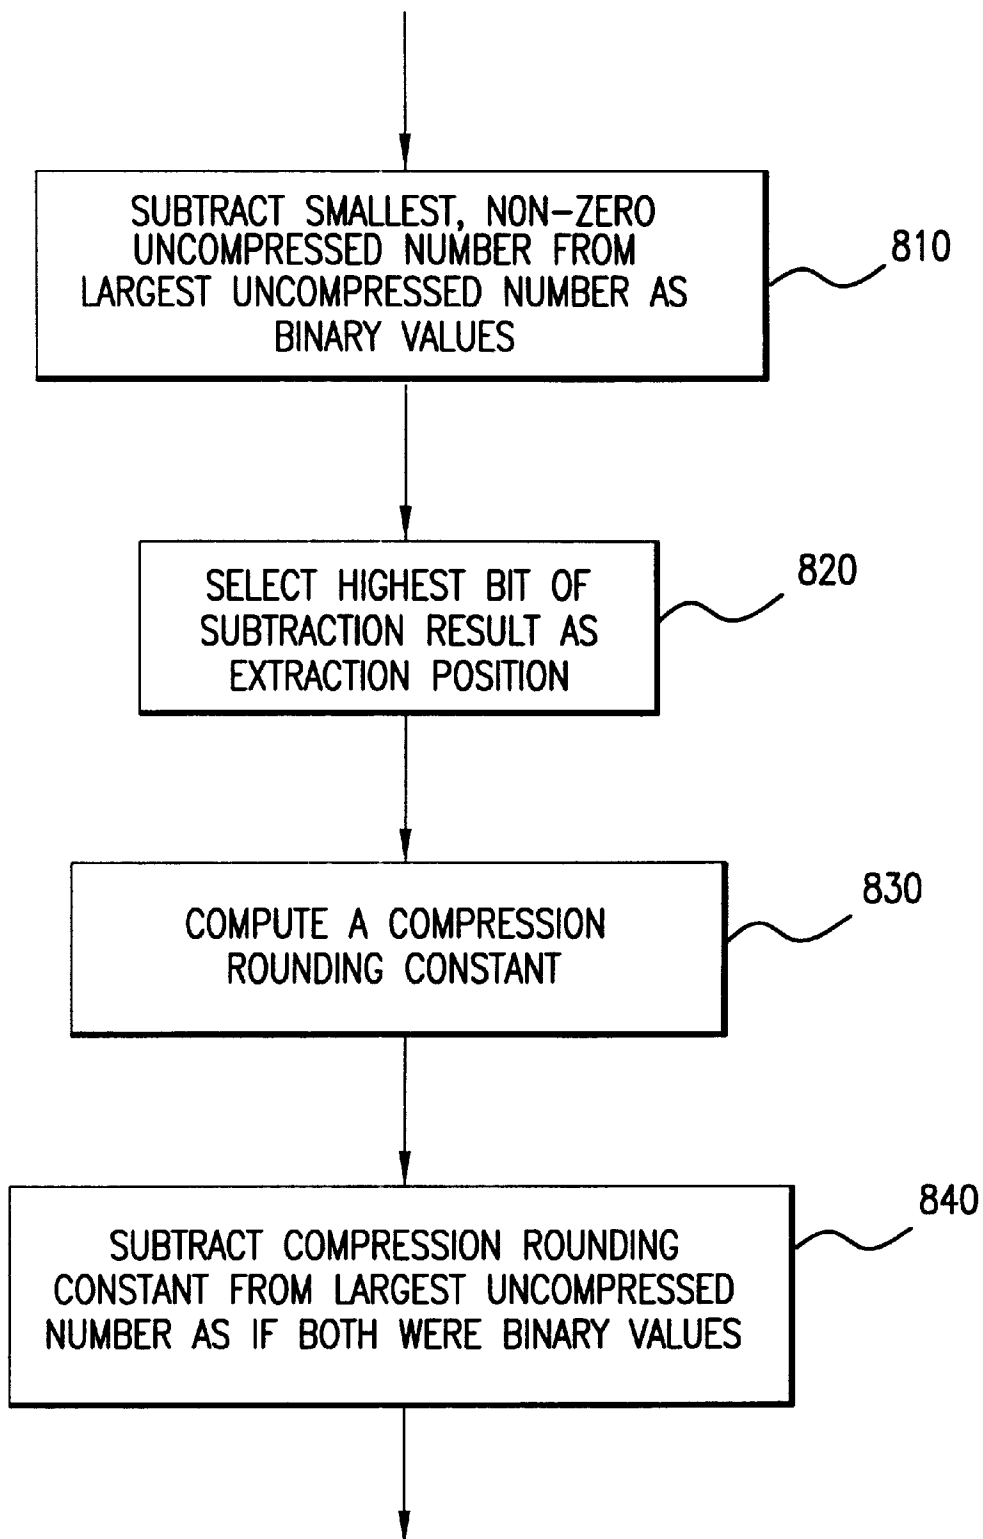 SUBTRACT SMALLEST, NON-ZERO
UNCOMPRESSED NUMBER FROM
LARGEST UNCOMPRESSED NUMBER AS
BINARY VALUES
810
SELECT HIGHEST BIT OF
SUBTRACTION RESULT AS
EXTRACTION POSITION
820
COMPUTE A COMPRESSION
ROUNDING CONSTANT
830
SUBTRACT COMPRESSION ROUNDING
CONSTANT FROM LARGEST UNCOMPRESSED
NUMBER AS IF BOTH WERE BINARY VALUES
840